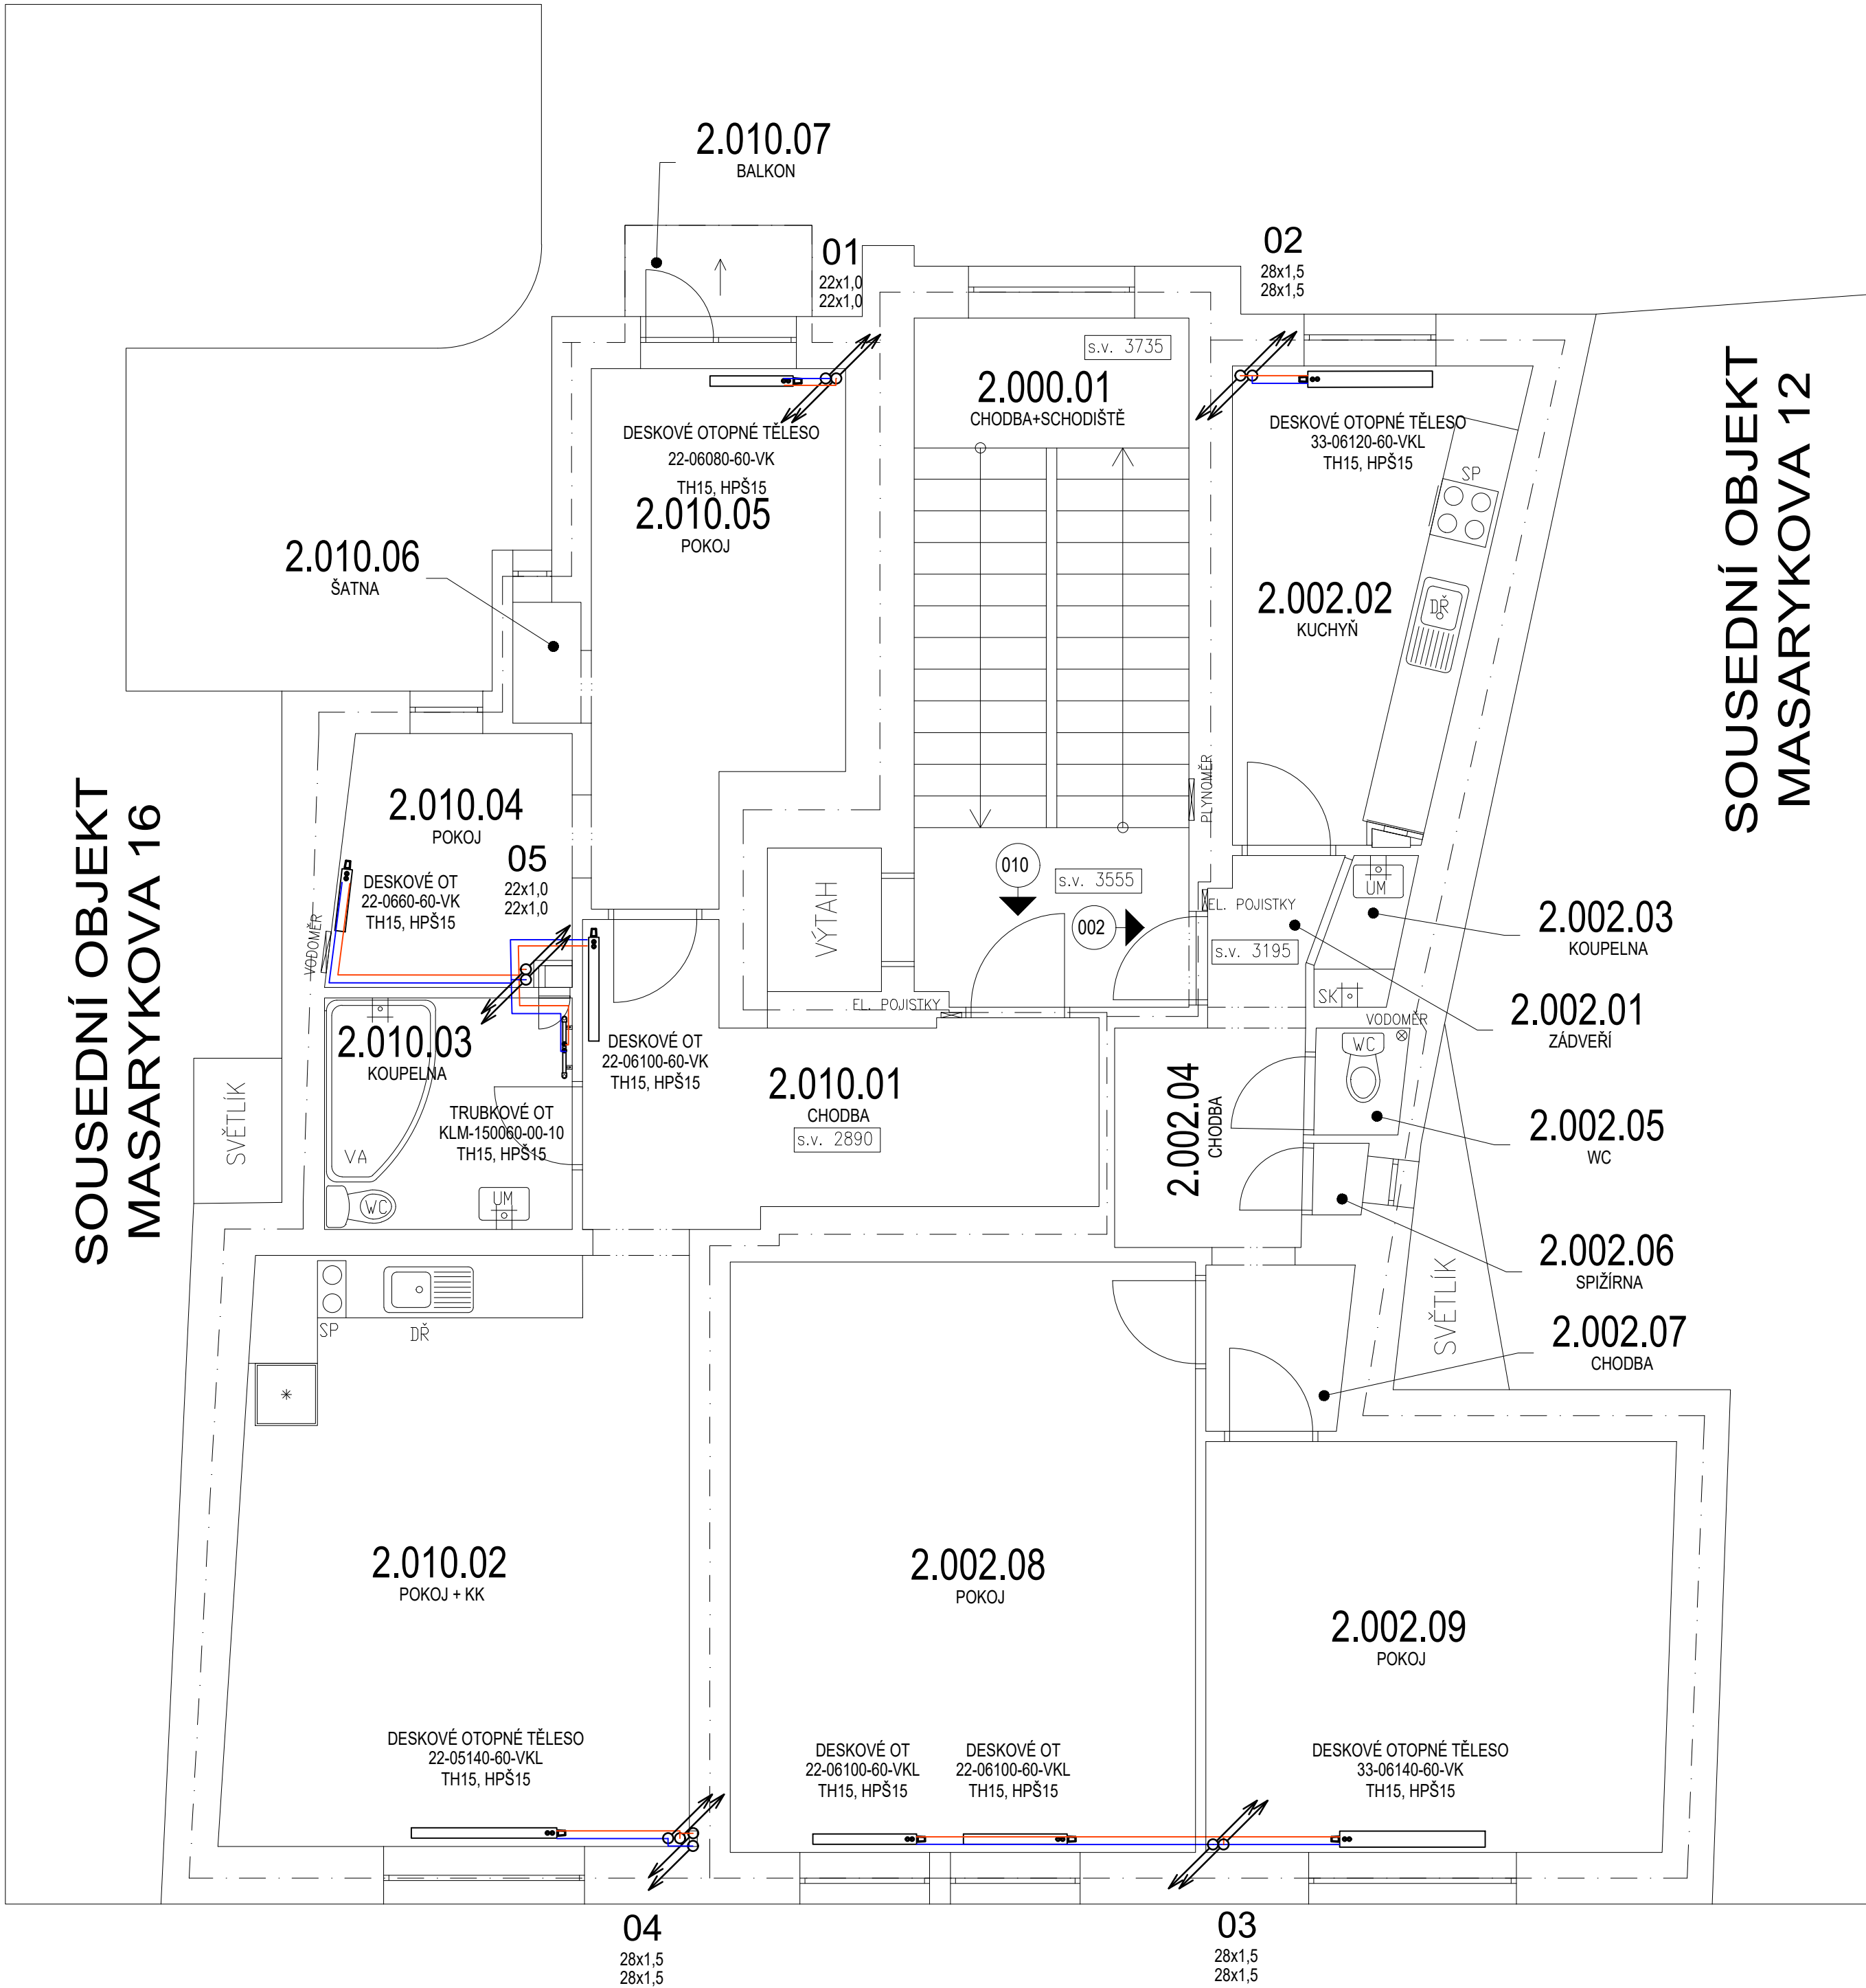 2.010.07
BALKON
01
22x1,0
22x1,0
02
28x1,5
28x1,5
s.v. 3735
2.000.01
CHODBA+SCHODIŠTĚ
DESKOVÉ OTOPNÉ TĚLESO
22-06080-60-VK
TH15, HPŠ15
2.010.05
POKOJ
DESKOVÉ OTOPNÉ TĚLESO
33-06120-60-VKL
TH15, HPŠ15
SP
DŘ
2.002.02
KUCHYŇ
SOUSEDNÍ OBJEKT
MASARYKOVA 12
2.010.06
ŠATNA
2.010.04
POKOJ
05
22x1,0
22x1,0
DESKOVÉ OT
22-0660-60-VK
TH15, HPŠ15
VODOMĚR
SOUSEDNÍ OBJEKT
MASARYKOVA 16
VÝTAH
PLYNOMĚR
010
s.v. 3555
002
EL. POJISTKY
s.v. 3195
UM
2.002.03
KOUPELNA
EL. POJISTKY
SK
VODOMĚR
2.002.01
ZÁDVEŘÍ
2.010.03
KOUPELNA
DESKOVÉ OT
22-06100-60-VK
TH15, HPŠ15
TRUBKOVÉ OT
KLM-150060-00-10
TH15, HPŠ15
VA
WC
UM
SVĚTLÍK
2.010.01
CHODBA
s.v. 2890
2.002.04
CHODBA
WC
2.002.05
WC
2.002.06
SPIŽÍRNA
SVĚTLÍK
2.002.07
CHODBA
SP
DŘ
2.010.02
POKOJ + KK
2.002.08
POKOJ
2.002.09
POKOJ
DESKOVÉ OTOPNÉ TĚLESO
22-05140-60-VKL
TH15, HPŠ15
DESKOVÉ OT
22-06100-60-VKL
TH15, HPŠ15
DESKOVÉ OT
22-06100-60-VKL
TH15, HPŠ15
DESKOVÉ OTOPNÉ TĚLESO
33-06140-60-VK
TH15, HPŠ15
04
28x1,5
28x1,5
03
28x1,5
28x1,5